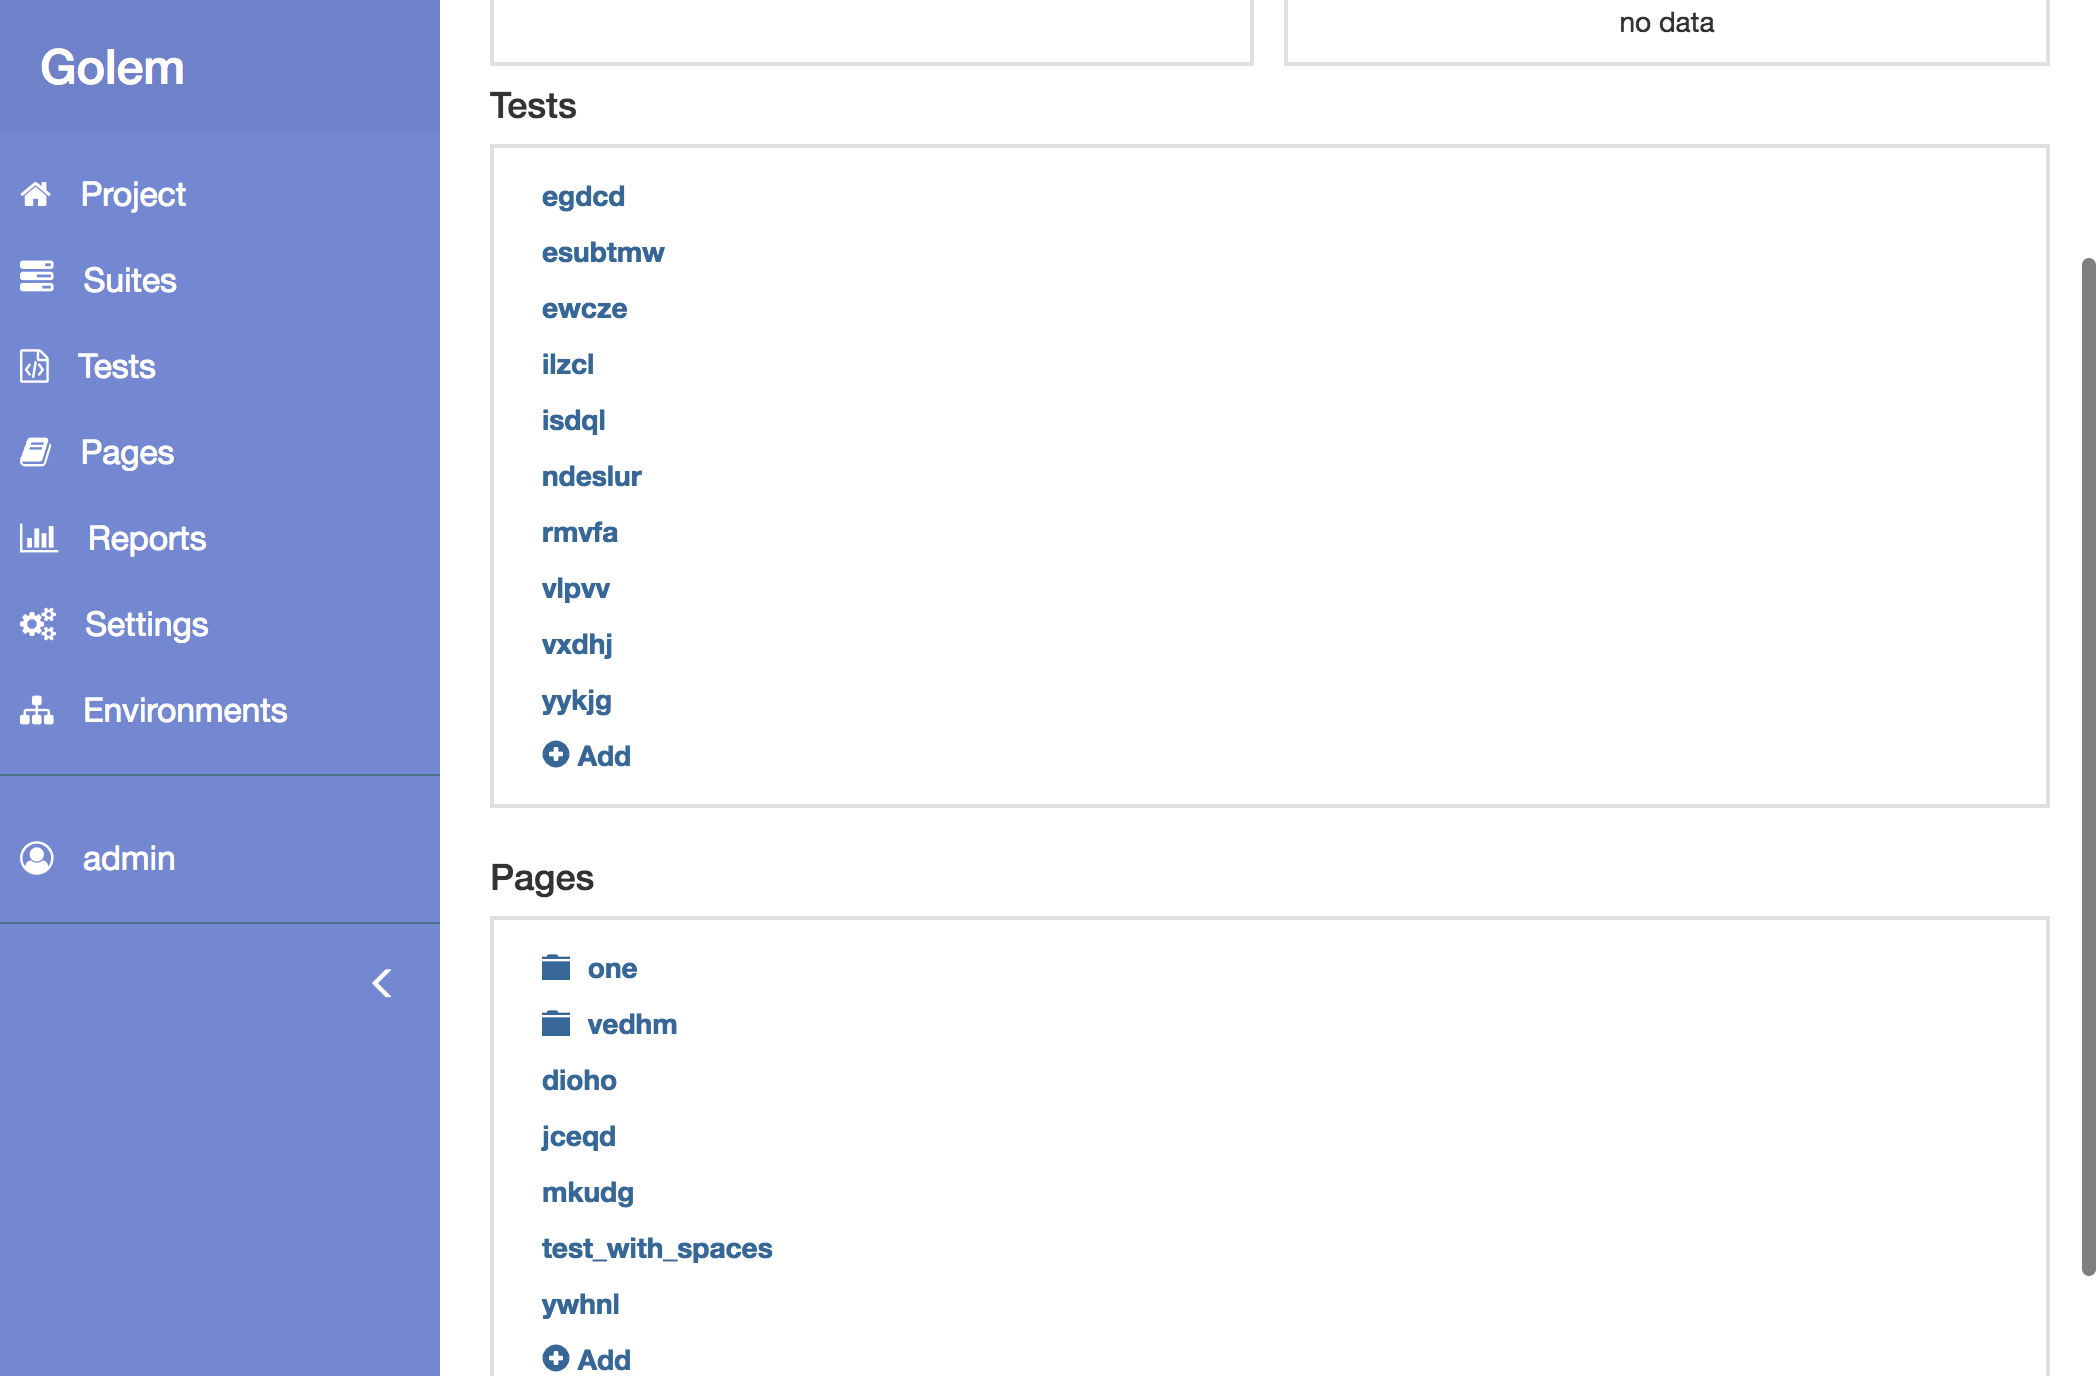 Golem
Project
Suites
Tests
Pages
Reports
Settings
Environments
admin
no data
Tests
egdcd
esubtmw
ewcze
ilzcl
isdql
ndeslur
rmvfa
vlpvv
vxdhj
yykjg
Add
Pages
one
vedhm
dioho
jceqd
mkudg
test_with_spaces
ywhnl
Add